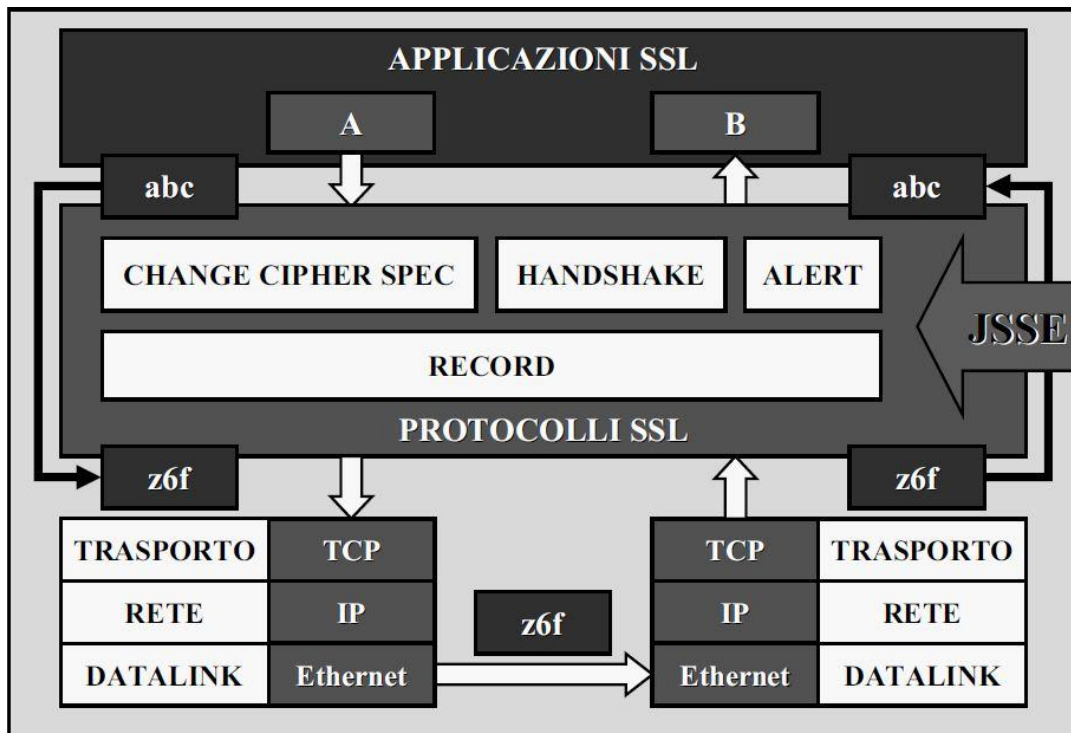 APPLICAZIONI SSL
A
B
abc
abc
CHANGE CIPHER SPEC
HANDSHAKE
ALERT
JSSE
RECORD
PROTOCOLLI SSL
z6f
z6f
TRASPORTO
TCP
TCP
TRASPORTO
RETE
IP
z6f
IP
RETE
DATALINK
Ethernet
Ethernet
DATALINK